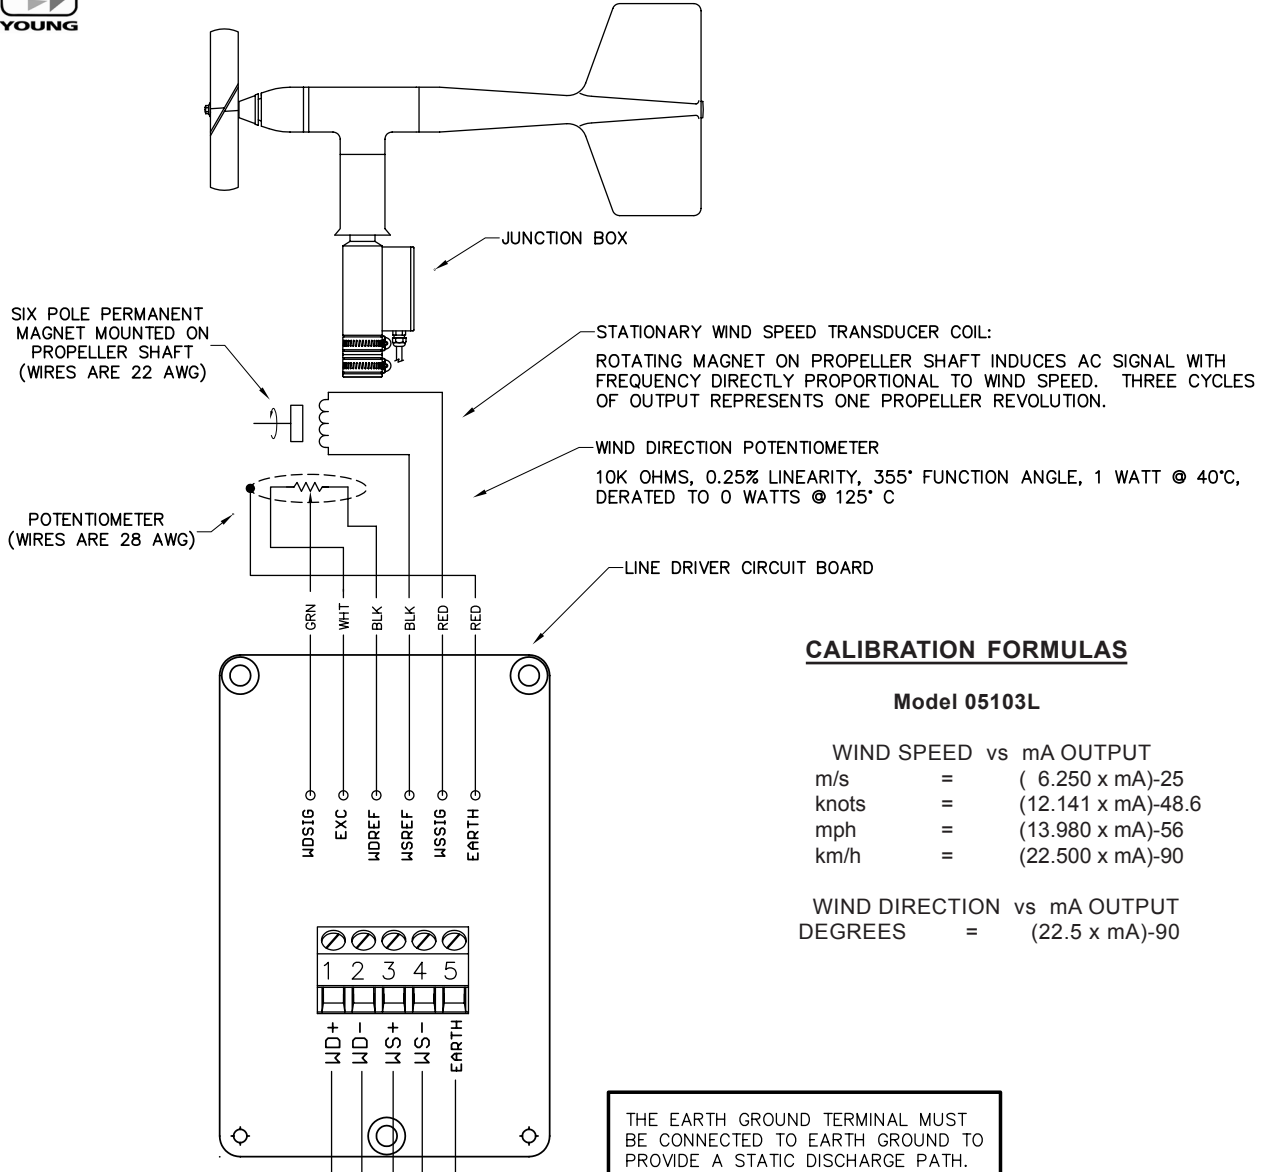 YOUNG
JUNCTION BOX
SIX POLE PERMANENT
MAGNET MOUNTED ON
PROPELLER SHAFT
(WIRES ARE 22 AWG)
STATIONARY WIND SPEED TRANSDUCER COIL:
ROTATING MAGNET ON PROPELLER SHAFT INDUCES AC SIGNAL WITH
FREQUENCY DIRECTLY PROPORTIONAL TO WIND SPEED. THREE CYCLES
OF OUTPUT REPRESENTS ONE PROPELLER REVOLUTION.
WIND DIRECTION POTENTIOMETER
10K OHMS, 0.25% LINEARITY, 355° FUNCTION ANGLE, 1 WATT @ 40°C,
DERATED TO 0 WATTS @ 125° C
POTENTIOMETER
(WIRES ARE 28 AWG)
LINE DRIVER CIRCUIT BOARD
GRN WHT BLK BLK RED RED
WDSIG EXC WDREF WSREF WSSIG EARTH
CALIBRATION FORMULAS
Model 05103L
WIND SPEED vs mA OUTPUT
m/s = ( 6.250 x mA)-25
knots = (12.141 x mA)-48.6
mph = (13.980 x mA)-56
km/h = (22.500 x mA)-90
WIND DIRECTION vs mA OUTPUT
DEGREES = (22.5 x mA)-90
1 2 3 4 5
WD+ WD- WS+ WS- EARTH
THE EARTH GROUND TERMINAL MUST
BE CONNECTED TO EARTH GROUND TO
PROVIDE A STATIC DISCHARGE PATH.